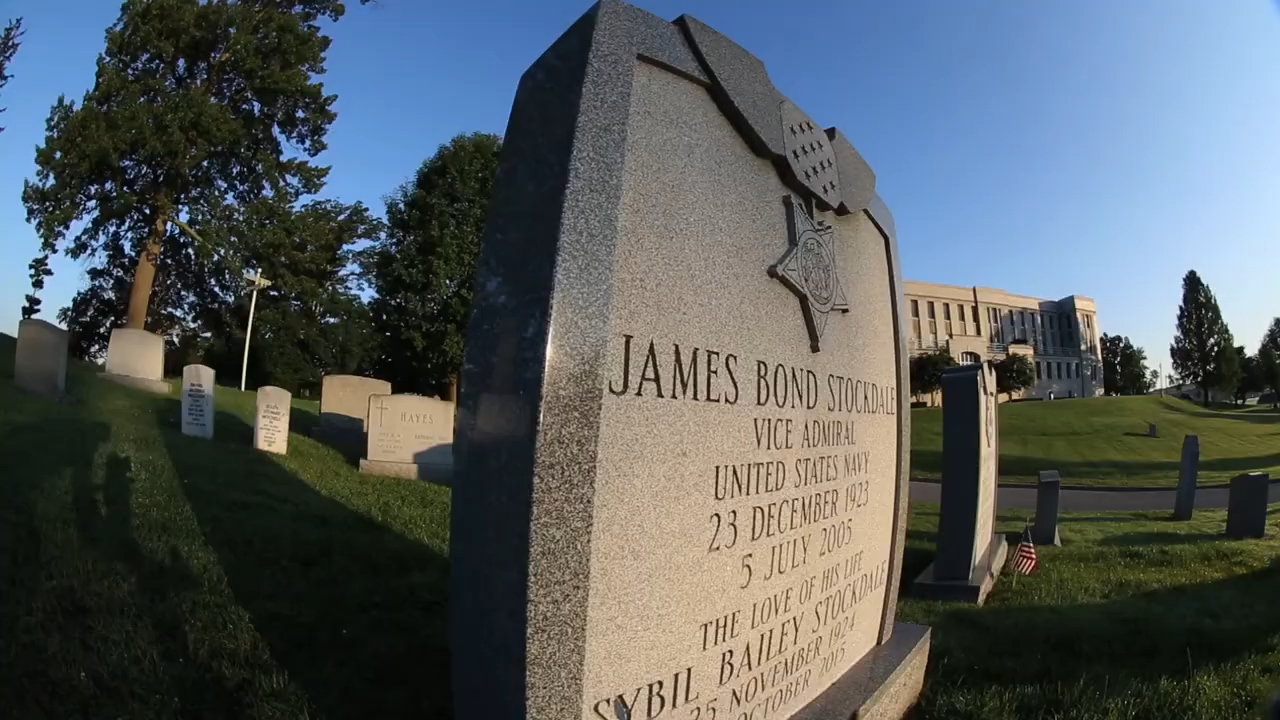 JAMES BOND STOCKDALE
VICE ADMIRAL
UNITED STATES NAVY
23 DECEMBER 1923
5 JULY 2005
THE LOVE OF HIS LIFE
SYBIL BAILEY STOCKDALE
25 NOVEMBER 1924
OCTOBER 2015
HAYES